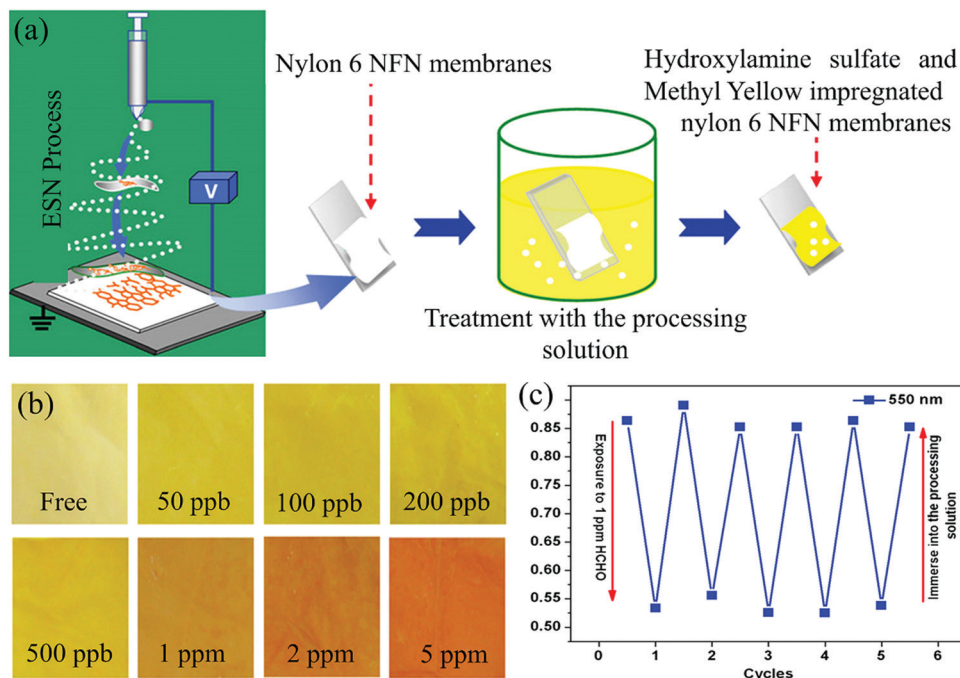 (a)
ESN Process
V
Nylon 6 NFN membranes
Treatment with the processing
solution
Hydroxylamine sulfate and
Methyl Yellow impregnated
nylon 6 NFN membranes
(b)
Free
50 ppb
100 ppb
200 ppb
500 ppb
1 ppm
2 ppm
5 ppm
(c)
550 nm
0.85
0.80
0.75
0.70
0.65
0.60
0.55
0.50
Exposure to 1 ppm HCHO
Immerse into the processing
solution
0 1 2 3 4 5 6
Cycles